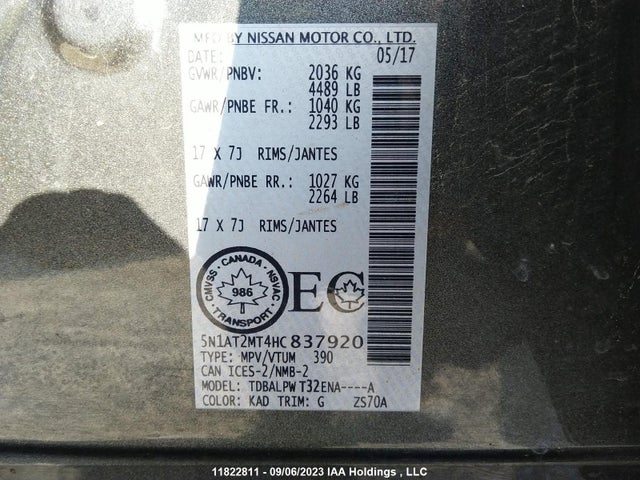 MFD BY NISSAN MOTOR CO., LTD.
DATE: 05/17
GVWR/PNBV: 2036 KG
4489 LB
GAWR/PNBE FR.: 1040 KG
2293 LB
17 X 7J RIMS/JANTES
GAWR/PNBE RR.: 1027 KG
2264 LB
17 X 7J RIMS/JANTES
CANADA
CMVSS NSVAC
986
TRANSPORT
EC
5N1AT2MT4HC837920
TYPE: MPV/VTUM 390
CAN ICES-2/NMB-2
MODEL: TDBALPW T32ENA----A
COLOR: KAD TRIM: G ZS70A
11822811 - 09/06/2023 IAA Holdings , LLC